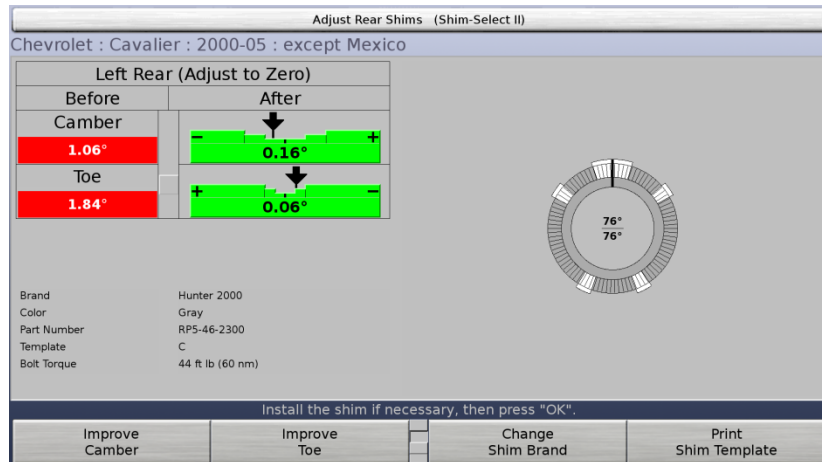 Adjust Rear Shims (Shim-Select II)
Chevrolet : Cavalier : 2000-05 : except Mexico
Left Rear (Adjust to Zero)
Before After
Camber
1.06°
- +
0.16°
Toe
1.84°
+ -
0.06°
76°
76°
Brand Hunter 2000
Color Gray
Part Number RP5-46-2300
Template C
Bolt Torque 44 ft lb (60 nm)
Install the shim if necessary, then press "OK".
Improve
Camber
Improve
Toe
Change
Shim Brand
Print
Shim Template